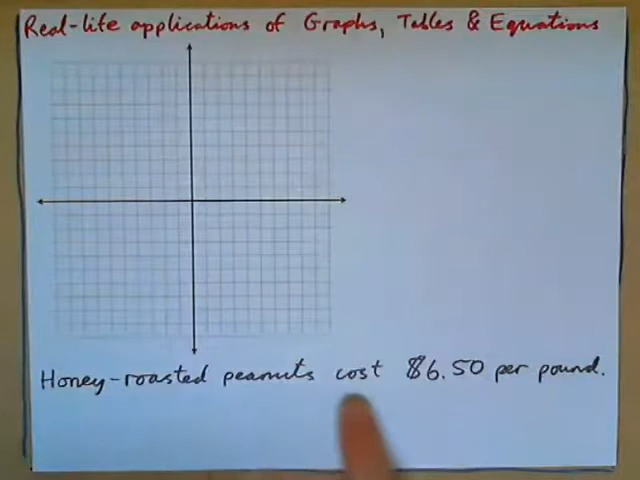 Real-life applications of Graphs, Tables & Equations
Honey-roasted peanuts cost $6.50 per pound.